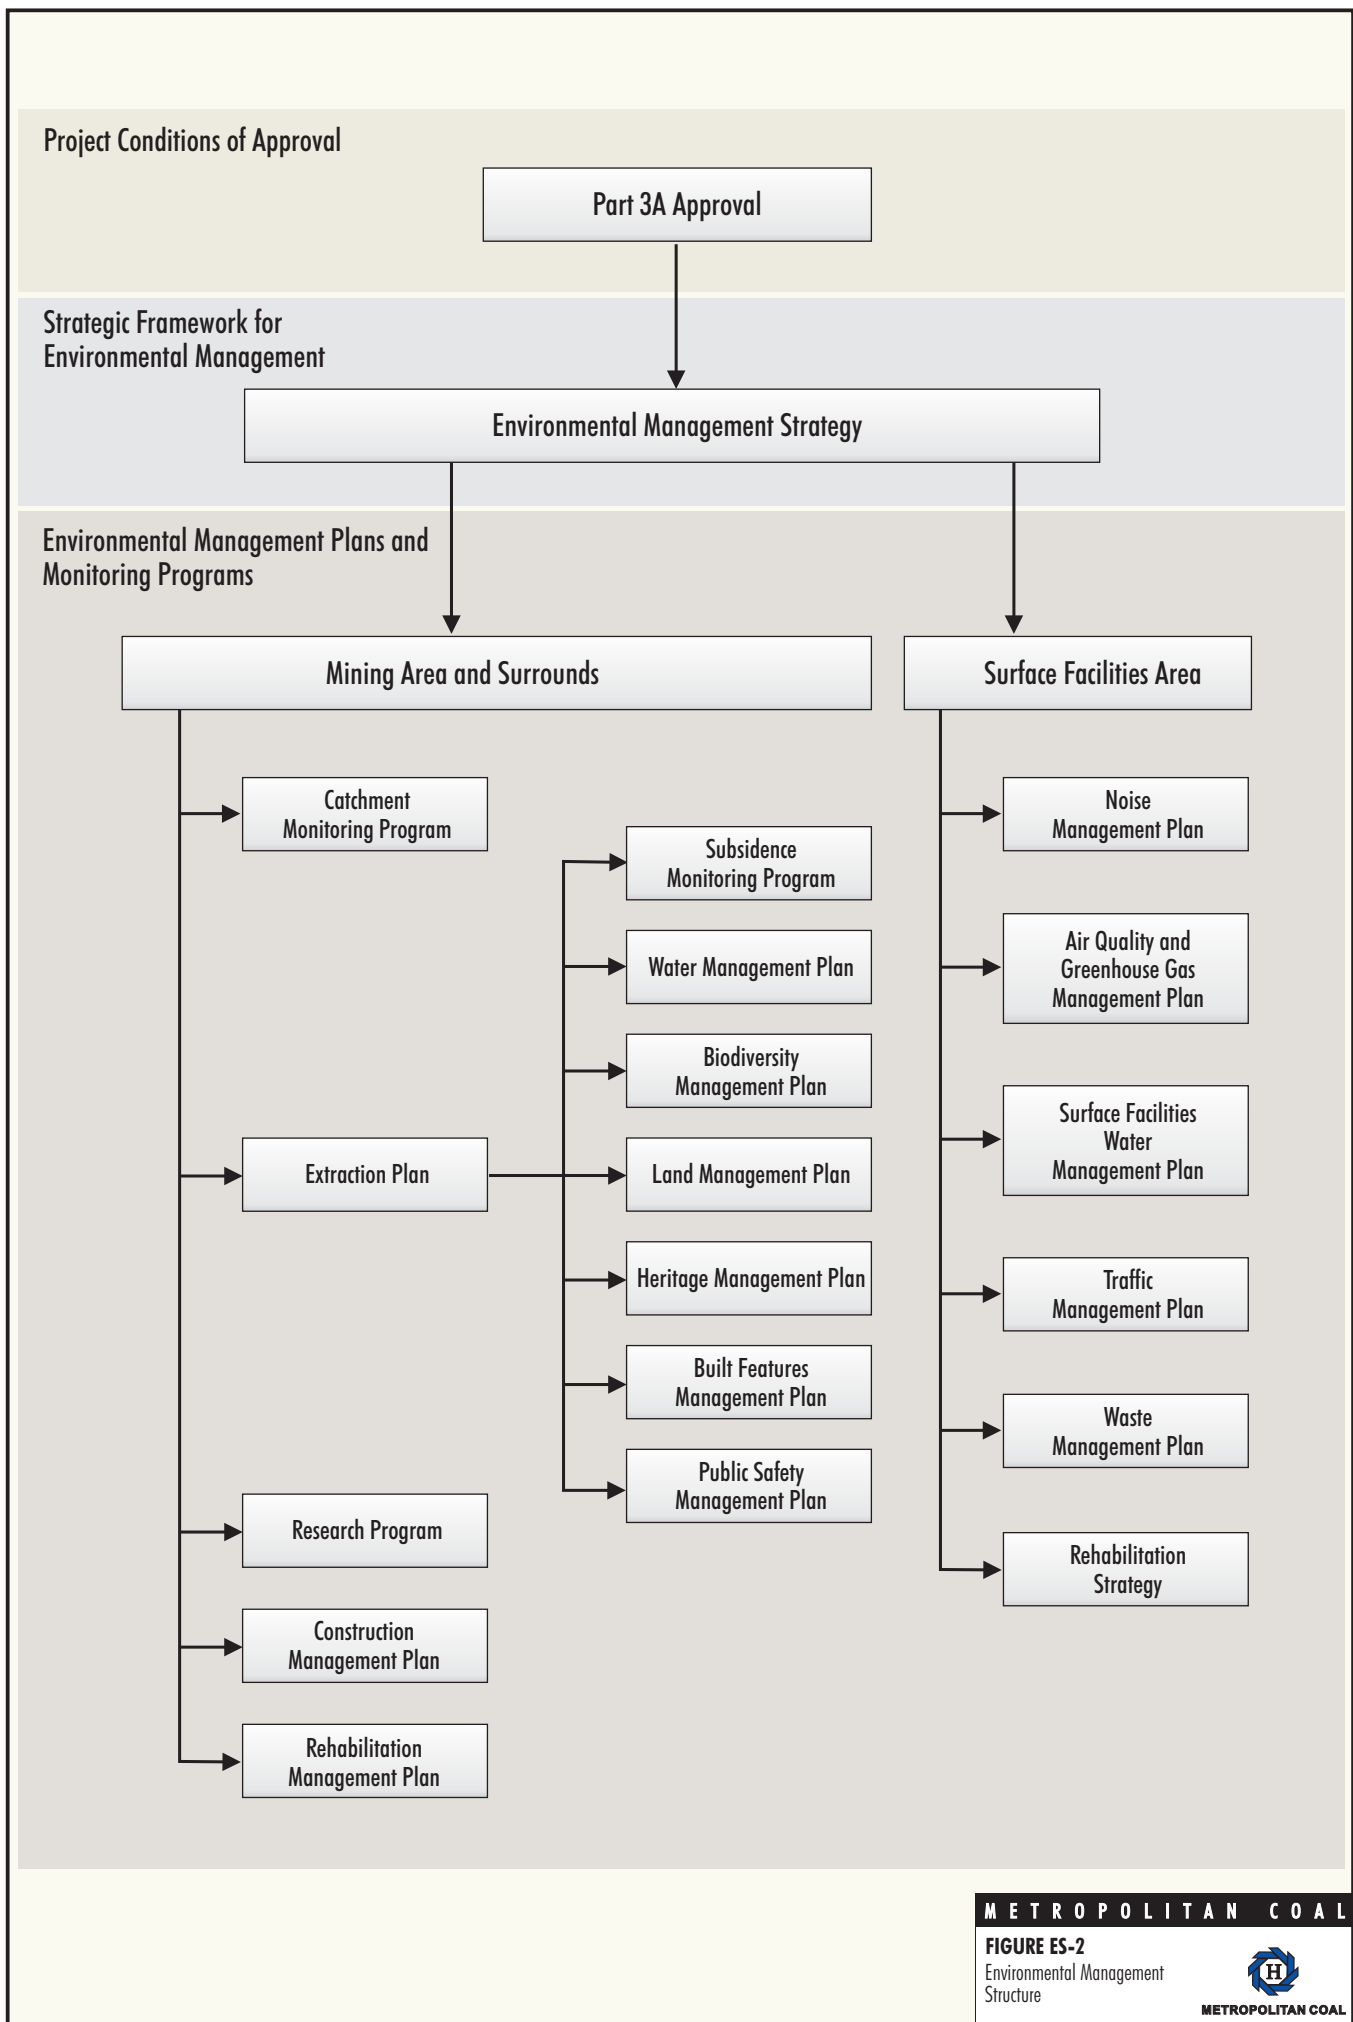 Project Conditions of Approval
Part 3A Approval
Strategic Framework for
Environmental Management
Environmental Management Strategy
Environmental Management Plans and
Monitoring Programs
Mining Area and Surrounds
Surface Facilities Area
Catchment
Monitoring Program
Extraction Plan
Research Program
Construction
Management Plan
Rehabilitation
Management Plan
Subsidence
Monitoring Program
Water Management Plan
Biodiversity
Management Plan
Land Management Plan
Heritage Management Plan
Built Features
Management Plan
Public Safety
Management Plan
Noise
Management Plan
Air Quality and
Greenhouse Gas
Management Plan
Surface Facilities
Water
Management Plan
Traffic
Management Plan
Waste
Management Plan
Rehabilitation
Strategy
METROPOLITAN COAL
FIGURE ES-2
Environmental Management
Structure
H
METROPOLITAN COAL